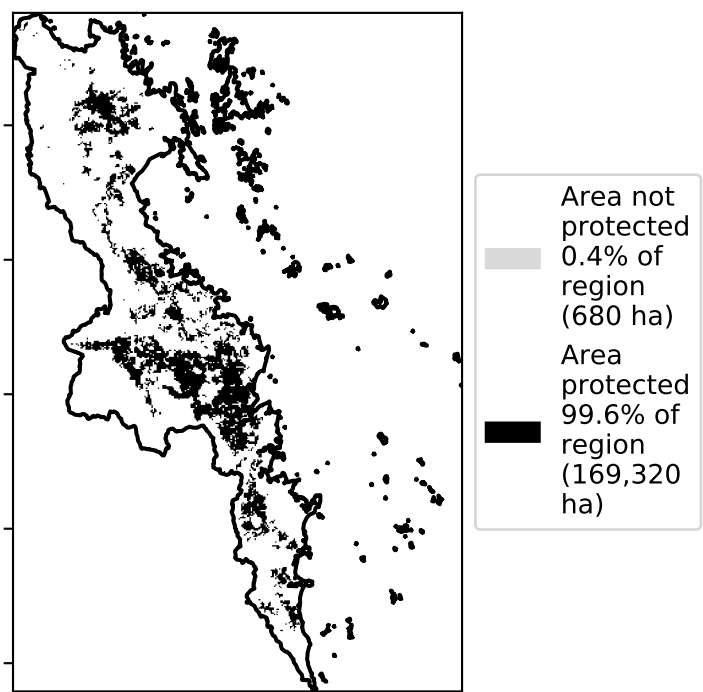 Area not
protected
0.4% of
region
(680 ha)
Area
protected
99.6% of
region
(169,320
ha)